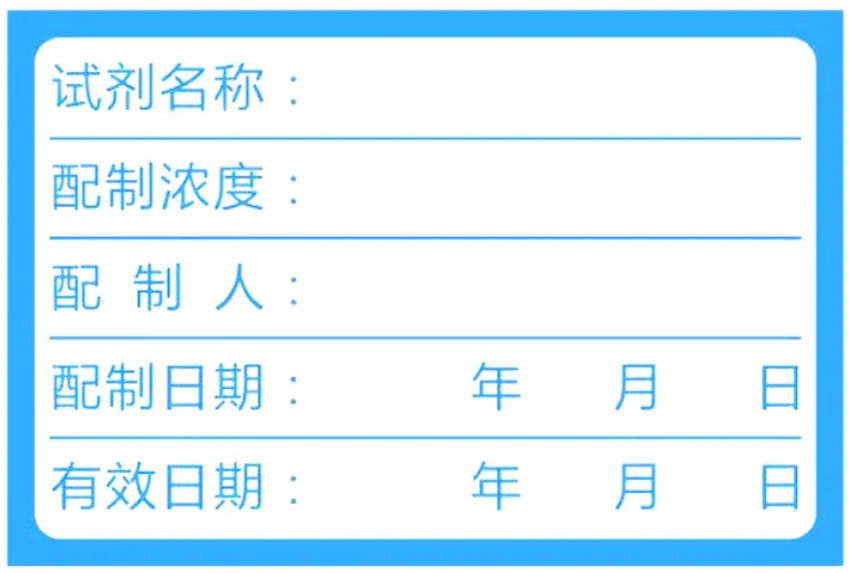 试剂名称：
配制浓度：
配 制 人：
配制日期： 年 月 日
有效日期： 年 月 日